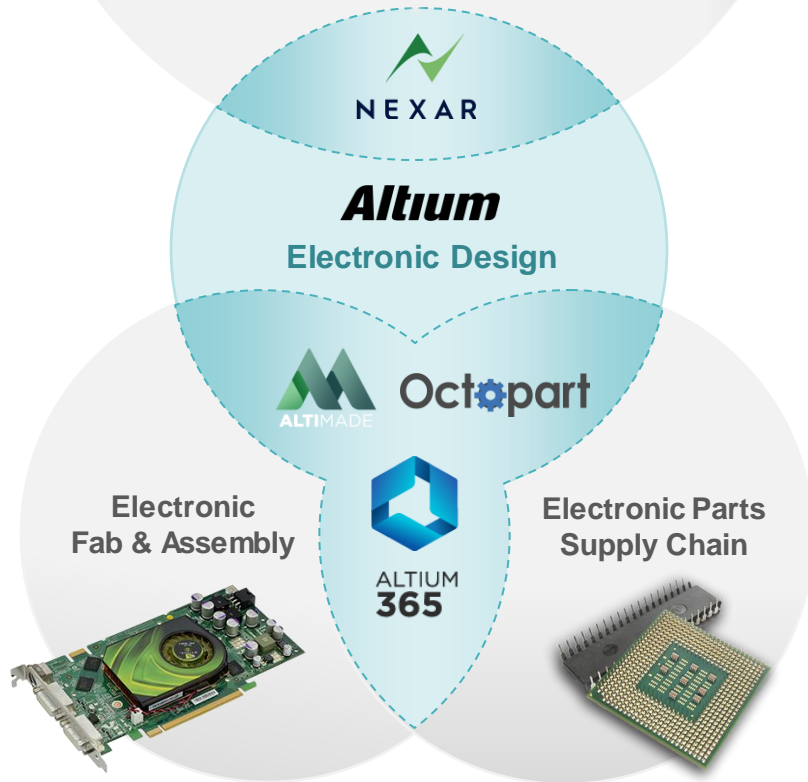 NEXAR
Altium
Electronic Design
ALTIMADE
Octopart
ALTIUM
365
Electronic
Fab & Assembly
Electronic Parts
Supply Chain